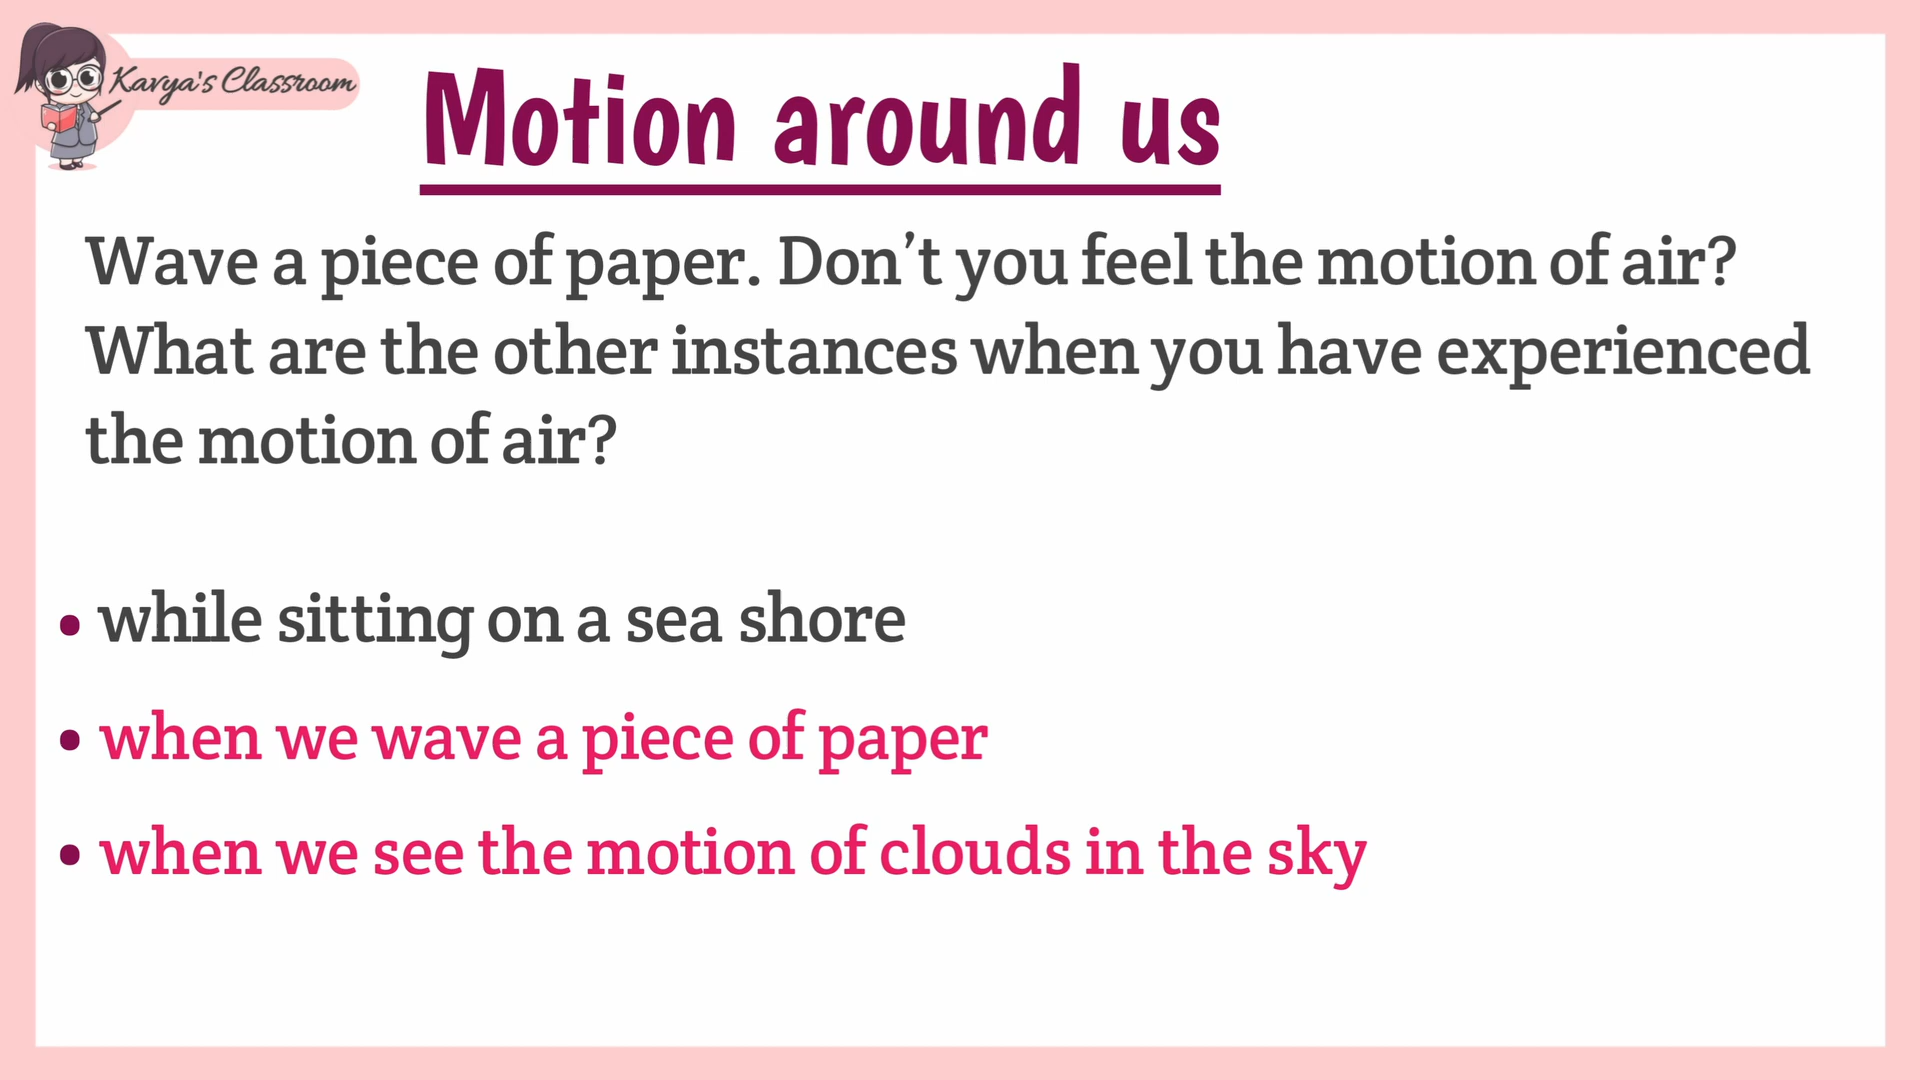 Kavya's Classroom
Motion around us
Wave a piece of paper. Don’t you feel the motion of air?
What are the other instances when you have experienced
the motion of air?
• while sitting on a sea shore
• when we wave a piece of paper
• when we see the motion of clouds in the sky